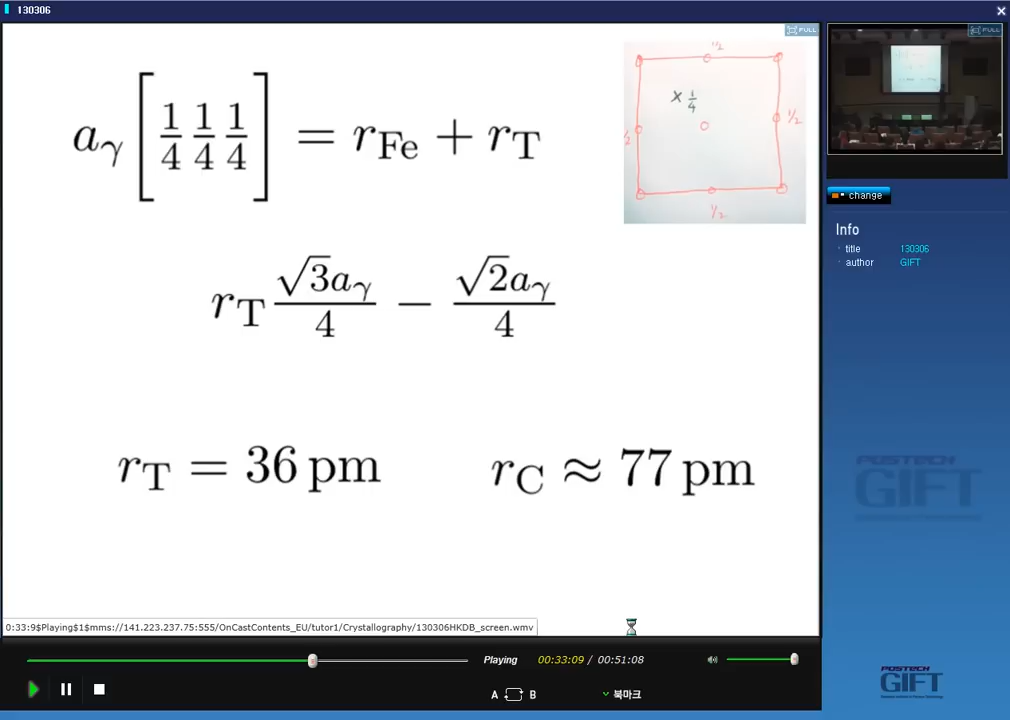 130306
FULL
a_γ [1/4 1/4 1/4] = r_Fe + r_T
1/2
× 1/4
1/2
1/2
1/2
r_T √3a_γ/4 − √2a_γ/4
r_T = 36 pm
r_C ≈ 77 pm
0:33:9$Playing$1$mms://141.223.237.75:555/OnCastContents_EU/tutor1/Crystallography/130306HKDB_screen.wmv
Playing
00:33:09 / 00:51:08
A B
북마크
FULL
change
Info
title 130306
author GIFT
POSTECH
GIFT
POSTECH
GIFT